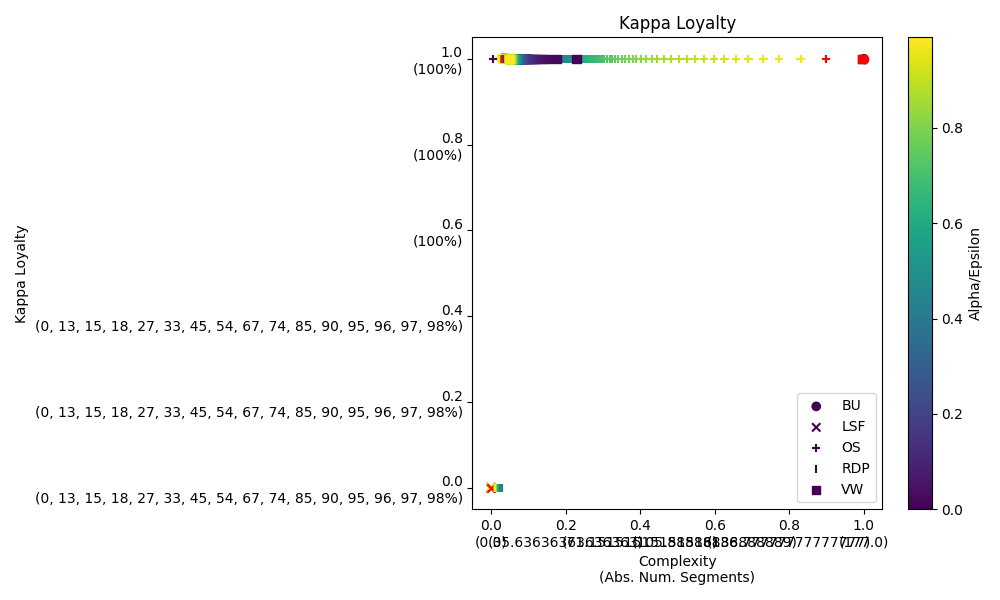 Kappa Loyalty
1.0
(100%)
0.8
(100%)
0.6
(100%)
0.4
(0, 13, 15, 18, 27, 33, 45, 54, 67, 74, 85, 90, 95, 96, 97, 98%)
0.2
(0, 13, 15, 18, 27, 33, 45, 54, 67, 74, 85, 90, 95, 96, 97, 98%)
0.0
(0, 13, 15, 18, 27, 33, 45, 54, 67, 74, 85, 90, 95, 96, 97, 98%)
Kappa Loyalty
BU
LSF
OS
RDP
VW
0.0 0.2 0.4 0.6 0.8 1.0
Complexity
(Abs. Num. Segments)
0.8
0.6
0.4
0.2
0.0
Alpha/Epsilon